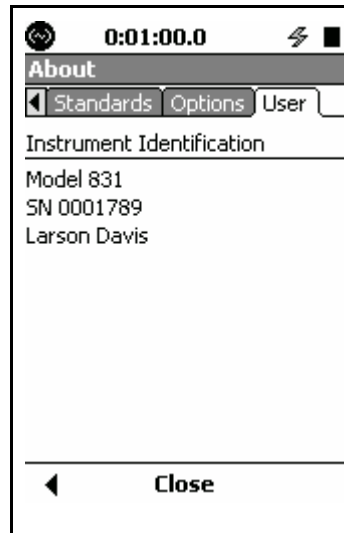 0:01:00.0
About
Standards Options User
Instrument Identification
Model 831
SN 0001789
Larson Davis
Close